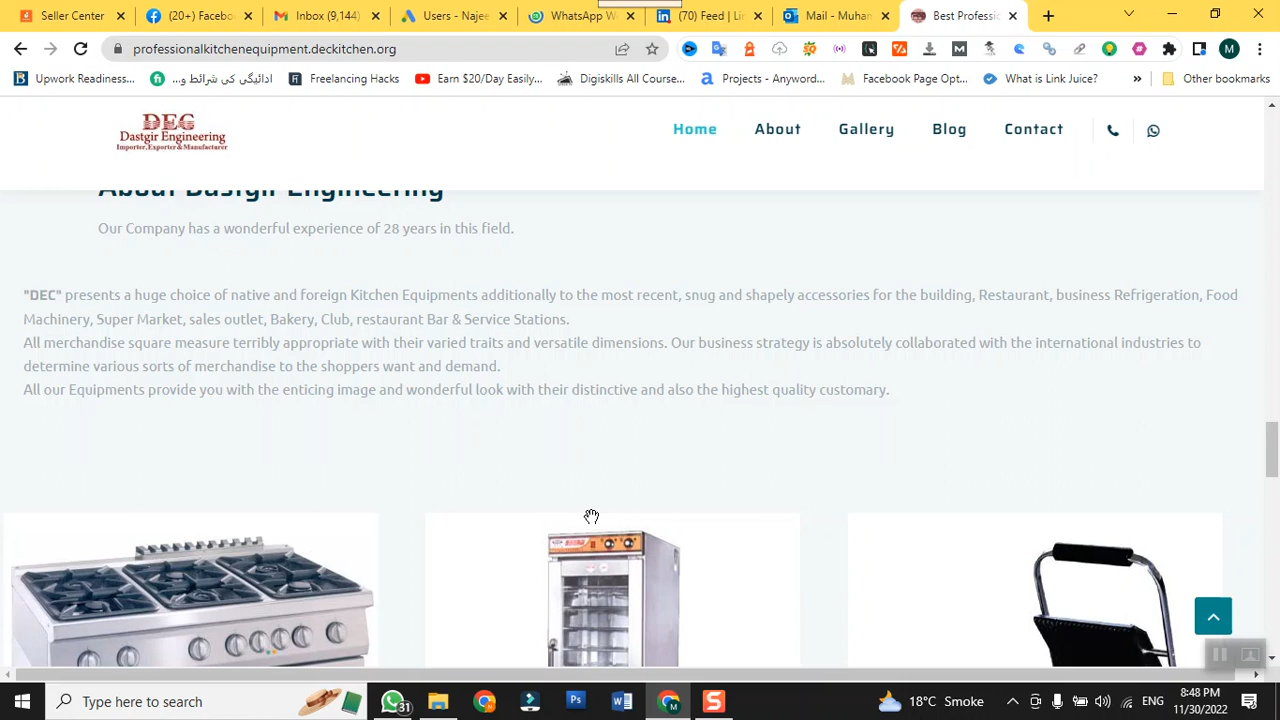 Seller Center
(20+) Facebo
Inbox (9,144)
Users - Najee
WhatsApp W
(70) Feed | Li
Mail - Muhan
Best Professi
professionalkitchenequipment.deckitchen.org
M
Upwork Readiness...
ادائیگی کی شرائط و...
Freelancing Hacks
Earn $20/Day Easily...
Digiskills All Course...
Projects - Anyword...
Facebook Page Opt...
What is Link Juice?
Other bookmarks
DEC
Dastgir Engineering
Importer,Exporter&Manufacturer
Home
About
Gallery
Blog
Contact
About Dastgir Engineering
Our Company has a wonderful experience of 28 years in this field.
"DEC" presents a huge choice of native and foreign Kitchen Equipments additionally to the most recent, snug and shapely accessories for the building, Restaurant, business Refrigeration, Food
Machinery, Super Market, sales outlet, Bakery, Club, restaurant Bar & Service Stations.
All merchandise square measure terribly appropriate with their varied traits and versatile dimensions. Our business strategy is absolutely collaborated with the international industries to
determine various sorts of merchandise to the shoppers want and demand.
All our Equipments provide you with the enticing image and wonderful look with their distinctive and also the highest quality customary.
Type here to search
31
18°C Smoke
ENG
8:48 PM
11/30/2022